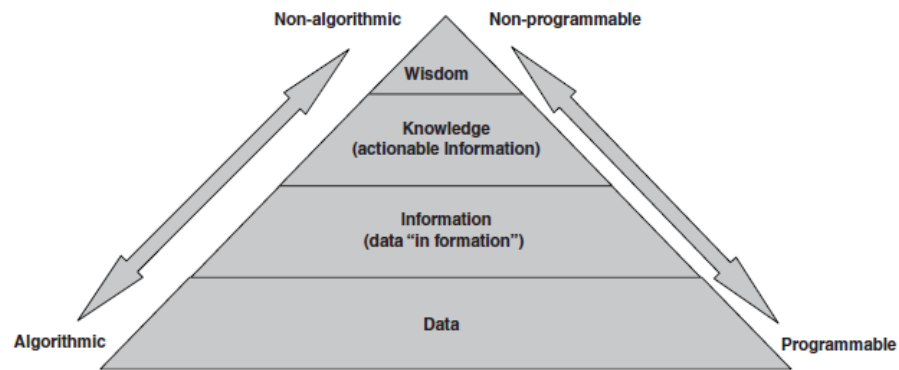 Non-algorithmic
Non-programmable
Wisdom
Knowledge
(actionable Information)
Information
(data “in formation”)
Data
Algorithmic
Programmable